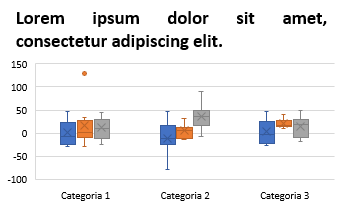 Lorem ipsum dolor sit amet,
consectetur adipiscing elit.
150
100
50
0
-50
-100
Categoria 1 Categoria 2 Categoria 3